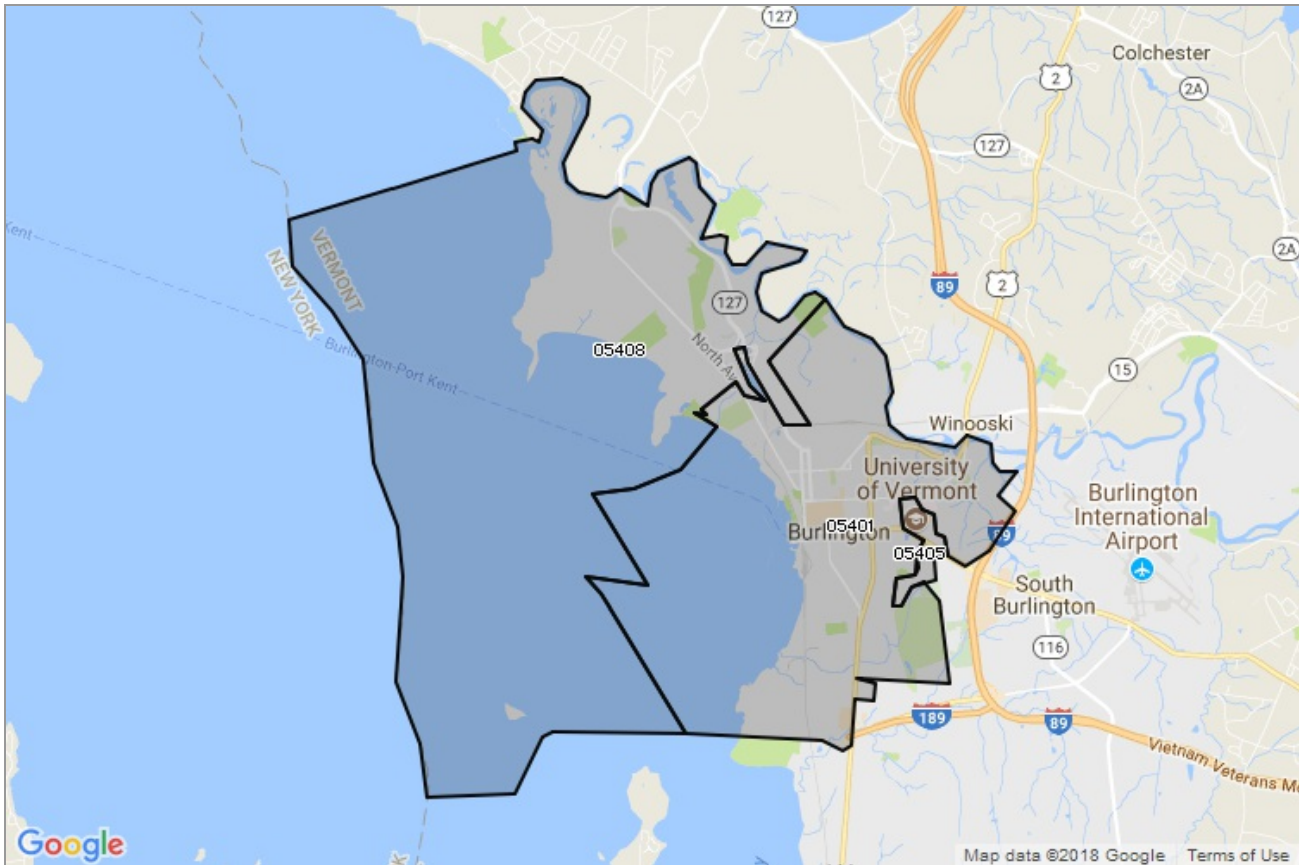 127
Colchester
2
2A
127
89
2
2A
VERMONT
NEW YORK
Kent
Burlington-Port Kent
127
05408
North Av
15
Winooski
University
of Vermont
Burlington
05401
05405
89
Burlington
International
Airport
South
Burlington
116
189
89
Vietnam Veterans M
Google
Map data ©2018 Google
Terms of Use